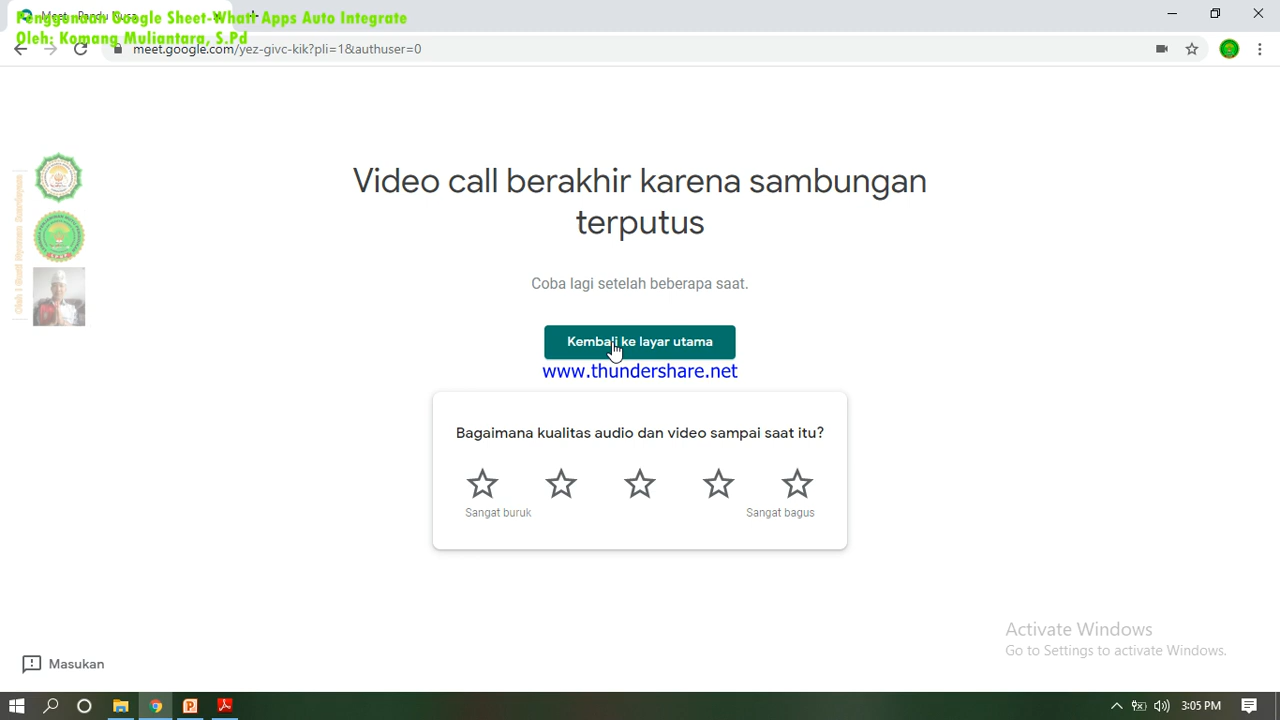 Penggunaan Google Sheet-Whatt Apps Auto Integrate
Oleh: Komang Muliantara, S.Pd
meet.google.com/yez-givc-kik?pli=1&authuser=0
Video call berakhir karena sambungan
terputus
Coba lagi setelah beberapa saat.
Kembali ke layar utama
www.thundershare.net
Bagaimana kualitas audio dan video sampai saat itu?
Sangat buruk
Sangat bagus
Activate Windows
Go to Settings to activate Windows.
Masukan
3:05 PM